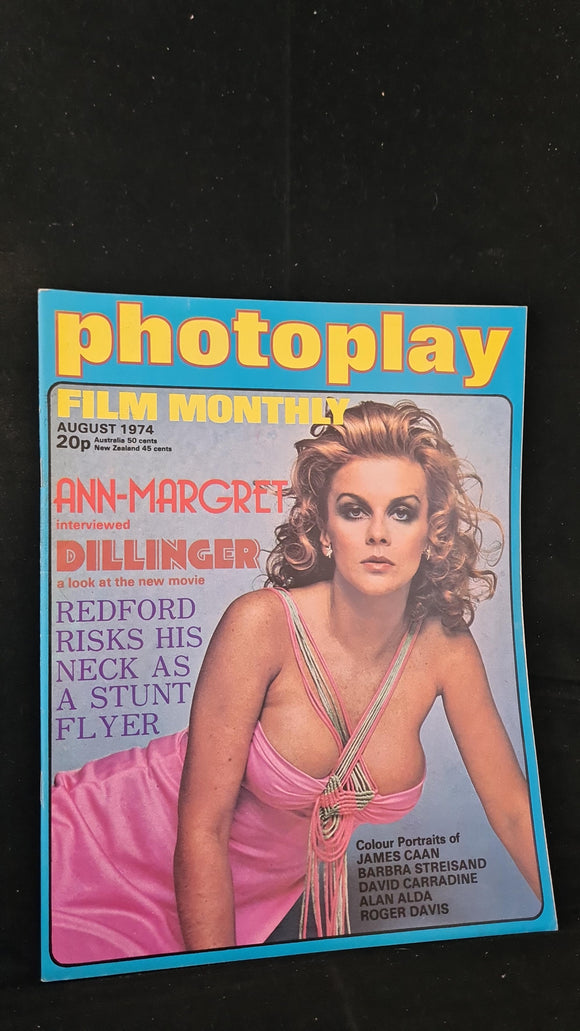 photoplay
FILM MONTHLY
AUGUST 1974
20p Australia 50 cents
New Zealand 45 cents
ANN-MARGRET
interviewed
DILLINGER
a look at the new movie
REDFORD
RISKS HIS
NECK AS
A STUNT
FLYER
Colour Portraits of
JAMES CAAN
BARBRA STREISAND
DAVID CARRADINE
ALAN ALDA
ROGER DAVIS